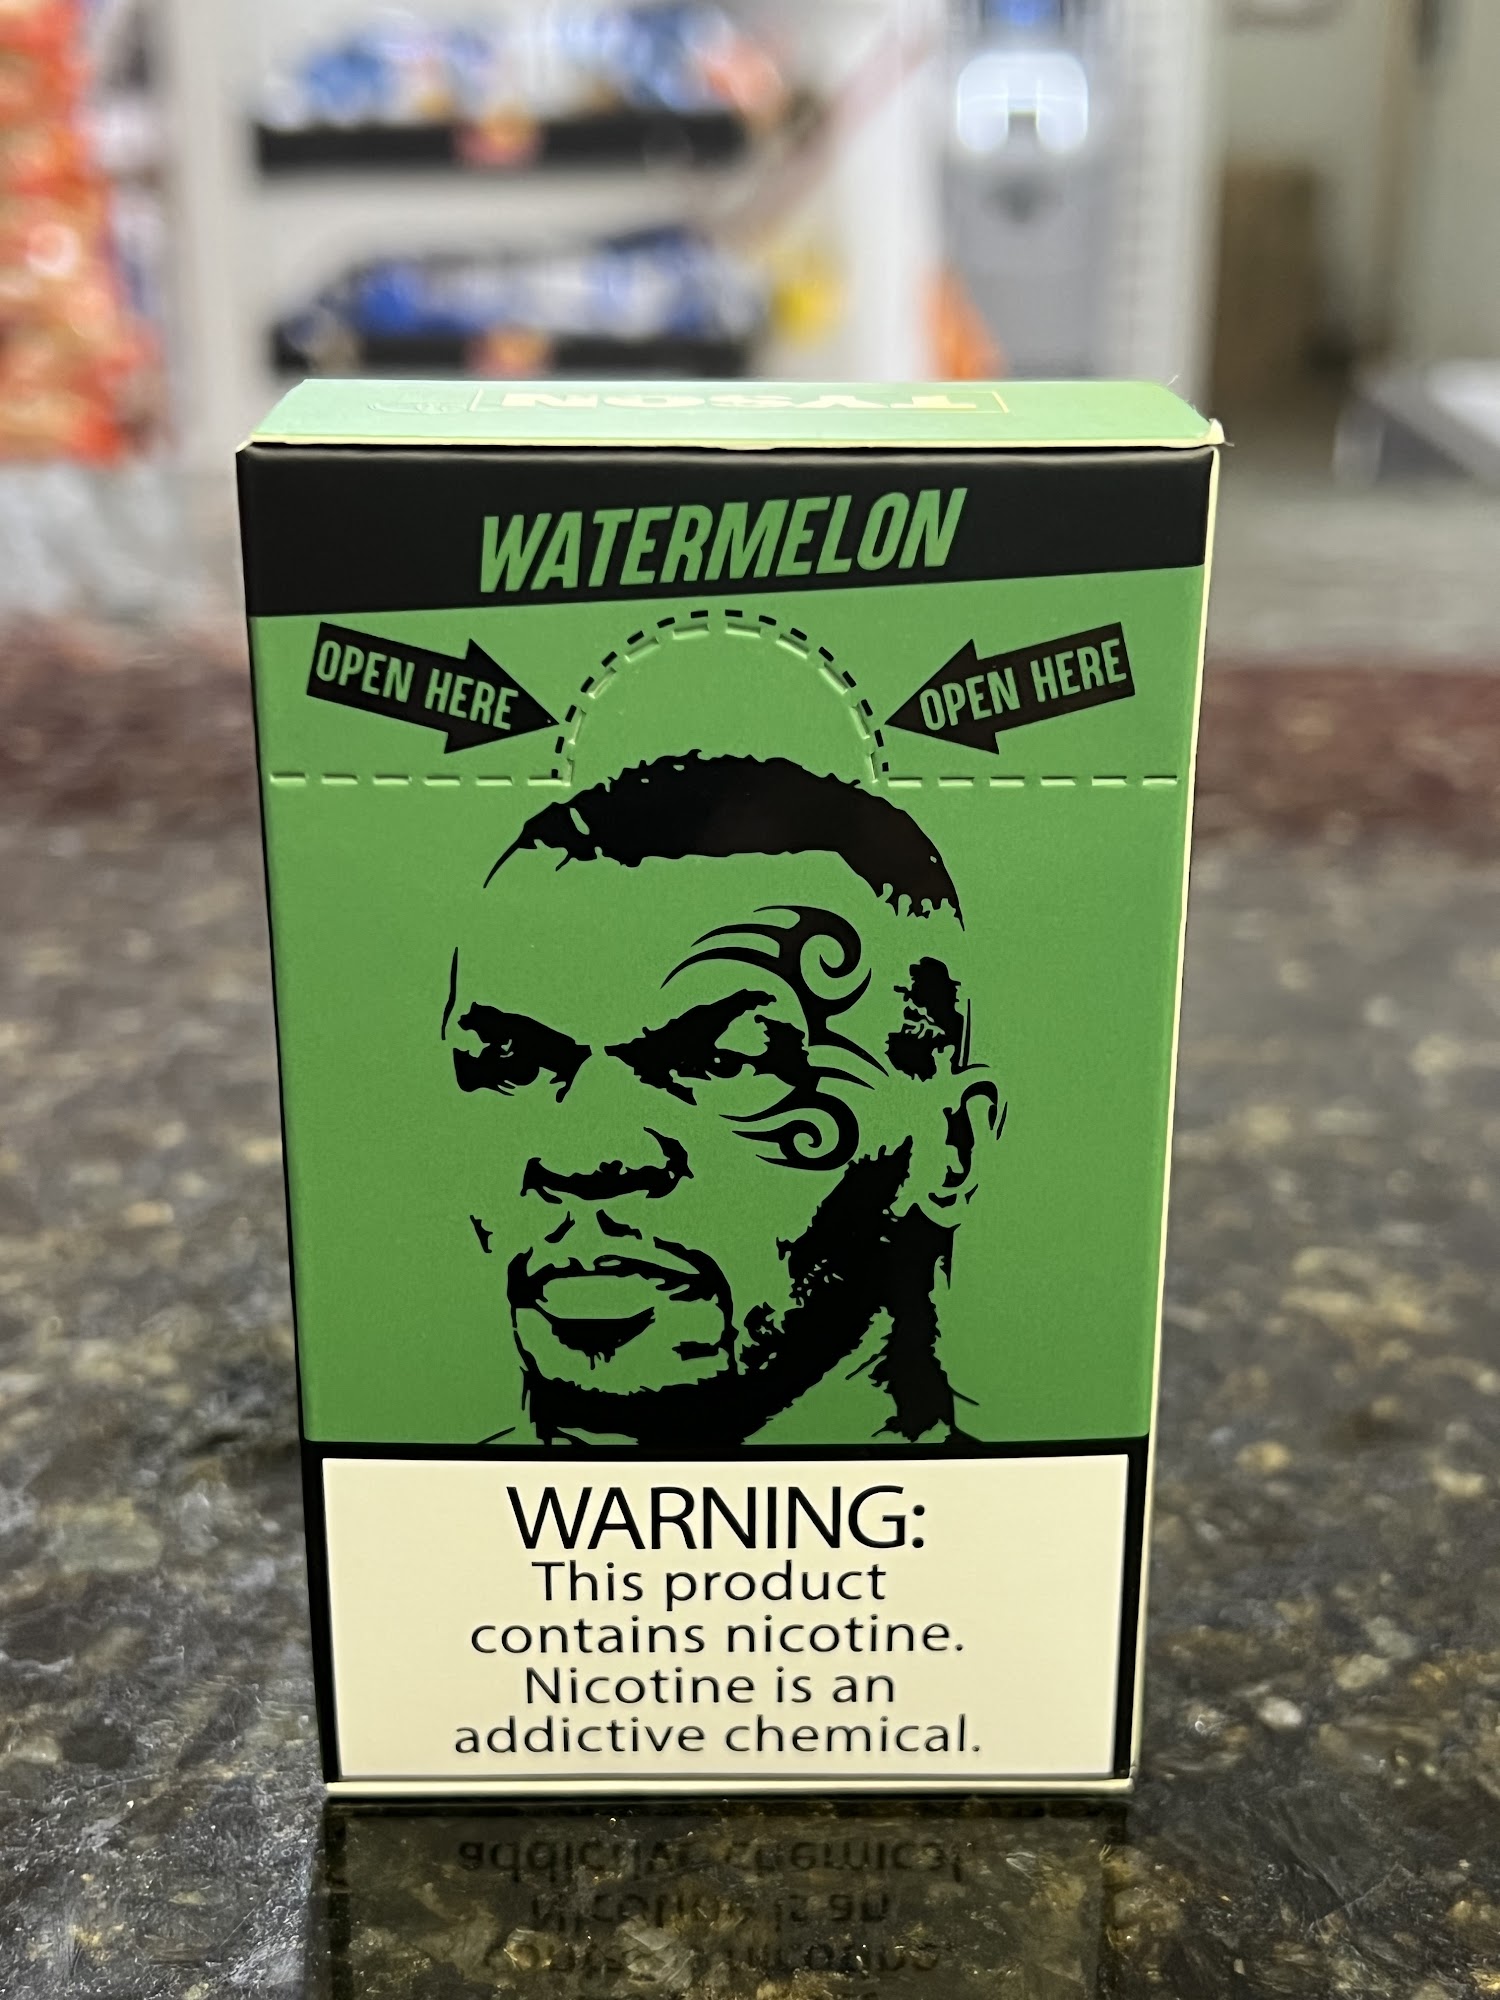 TYSON
WATERMELON
OPEN HERE
OPEN HERE
WARNING:
This product
contains nicotine.
Nicotine is an
addictive chemical.